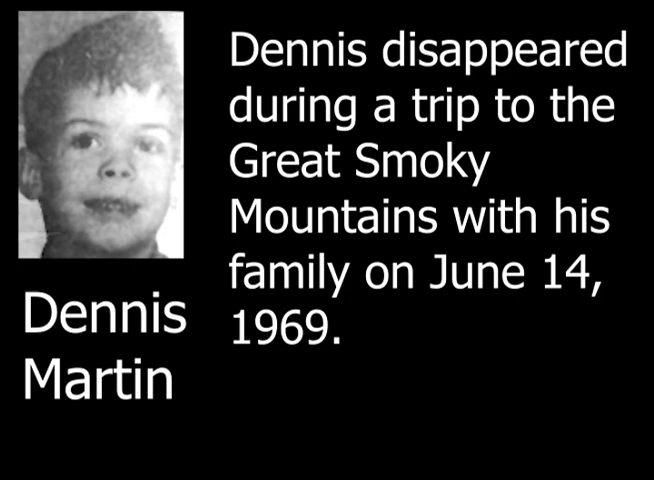 Dennis disappeared
during a trip to the
Great Smoky
Mountains with his
family on June 14,
1969.
Dennis
Martin